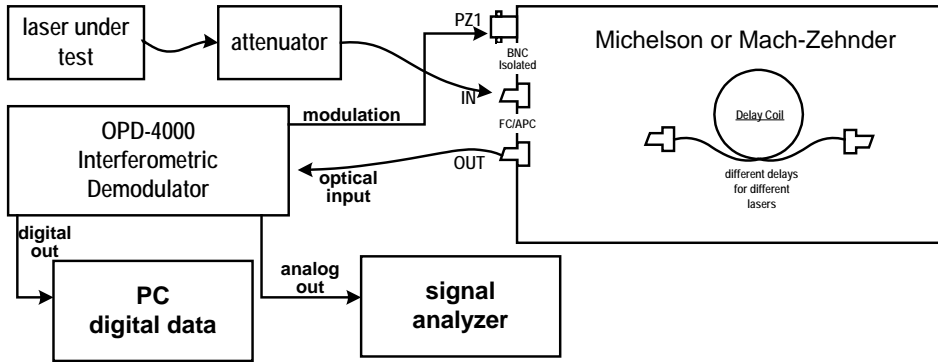 laser under
test
attenuator
PZ1
BNC
Isolated
IN
FC/APC
OUT
Michelson or Mach-Zehnder
Delay Coil
different delays
for different
lasers
modulation
OPD-4000
Interferometric
Demodulator
optical
input
digital
out
analog
out
PC
digital data
signal
analyzer